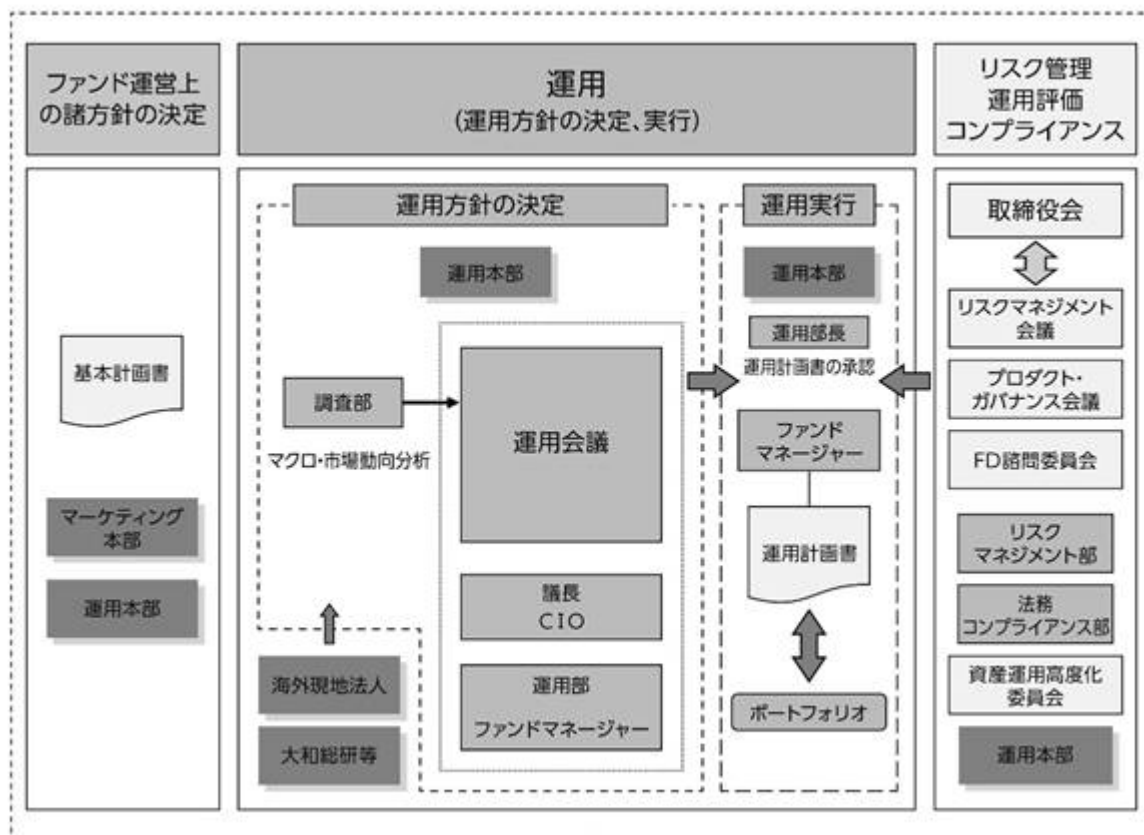 ファンド運営上
の諸方針の決定
運用
(運用方針の決定、実行)
リスク管理
運用評価
コンプライアンス
基本計画書
マーケティング
本部
運用本部
運用方針の決定
運用本部
調査部
マクロ・市場動向分析
運用会議
議長
CIO
運用部
ファンドマネージャー
海外現地法人
大和総研等
運用実行
運用本部
運用部長
運用計画書の承認
ファンド
マネージャー
運用計画書
ポートフォリオ
取締役会
リスクマネジメント
会議
プロダクト・
ガバナンス会議
FD諮問委員会
リスク
マネジメント部
法務
コンプライアンス部
資産運用高度化
委員会
運用本部